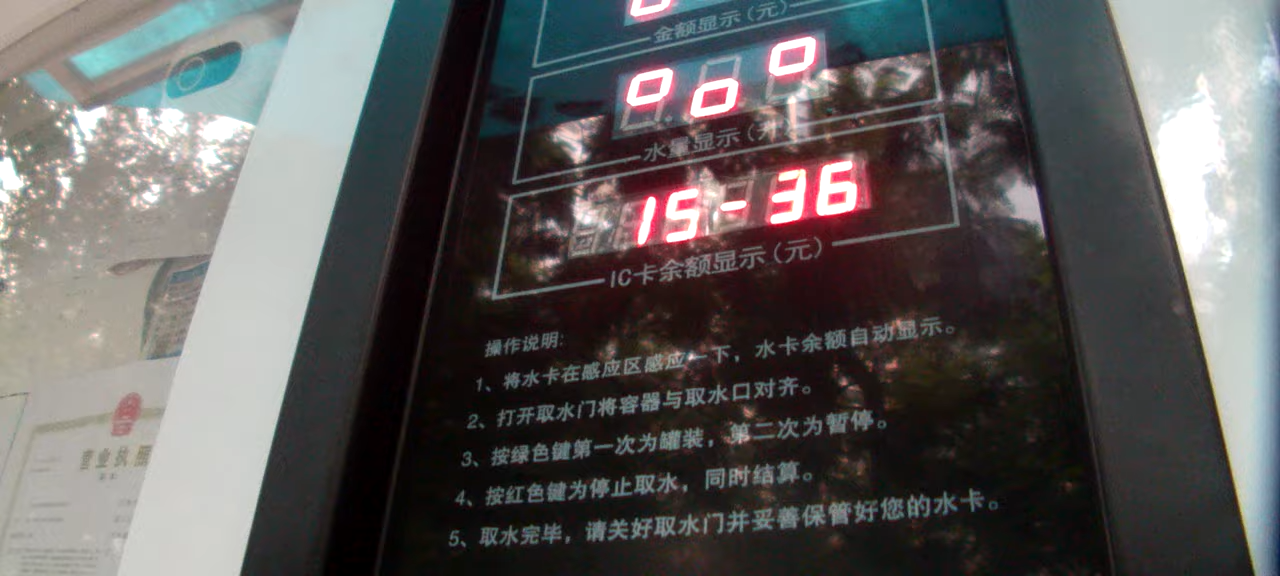 金额显示(元)
水量显示(升)
15-36
IC卡余额显示(元)
操作说明:
1、将水卡在感应区感应一下，水卡余额自动显示。
2、打开取水门将容器与取水口对齐。
3、按绿色键第一次为罐装，第二次为暂停。
4、按红色键为停止取水，同时结算。
5、取水完毕，请关好取水门并妥善保管好您的水卡。
营业执照